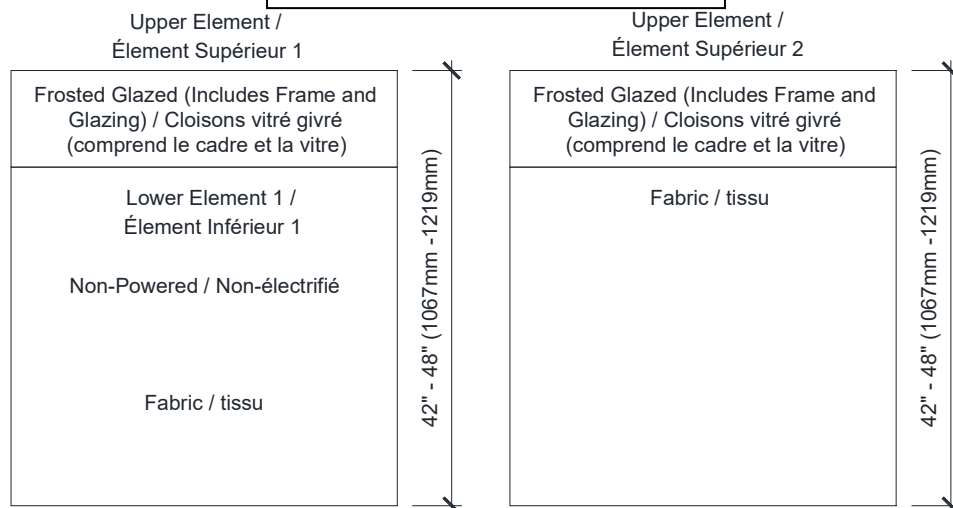 Upper Element /
Élement Supérieur 1
Frosted Glazed (Includes Frame and
Glazing) / Cloisons vitré givré
(comprend le cadre et la vitre)
Lower Element 1 /
Élement Inférieur 1
Non-Powered / Non-électrifié
Fabric / tissu
42" - 48" (1067mm -1219mm)
Upper Element /
Élement Supérieur 2
Frosted Glazed (Includes Frame and
Glazing) / Cloisons vitré givré
(comprend le cadre et la vitre)
Fabric / tissu
42" - 48" (1067mm -1219mm)